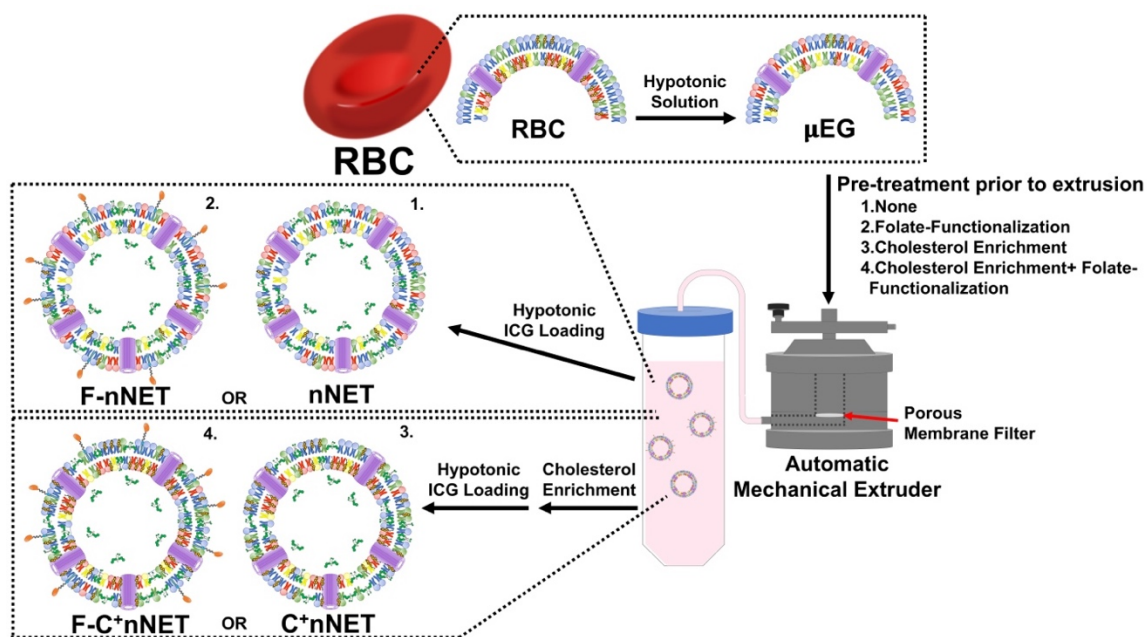 RBC
Hypotonic
Solution
μEG
RBC
Pre-treatment prior to extrusion
1.None
2.Folate-Functionalization
3.Cholesterol Enrichment
4.Cholesterol Enrichment+ Folate-
Functionalization
2.
1.
Hypotonic
ICG Loading
F-nNET
OR
nNET
4.
3.
Hypotonic
ICG Loading
Cholesterol
Enrichment
F-C⁺nNET
OR
C⁺nNET
Porous
Membrane Filter
Automatic
Mechanical Extruder